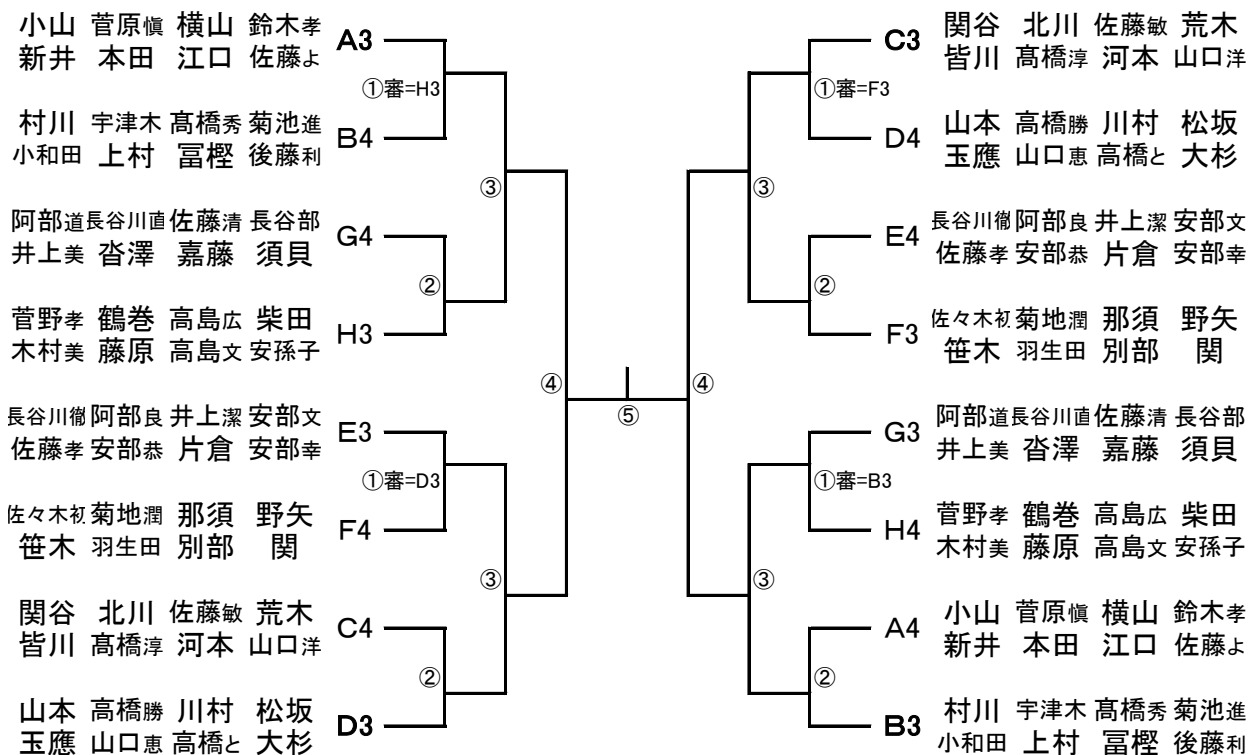 小山 菅原愼 横山 鈴木孝
新井 本田 江口 佐藤よ
A3
①審=H3
村川 宇津木 髙橋秀 菊池進
小和田 上村 冨樫 後藤利
B4
③
阿部道 長谷川直 佐藤清 長谷部
井上美 沓澤 嘉藤 須貝
G4
②
菅野孝 鶴巻 高島広 柴田
木村美 藤原 高島文 安孫子
H3
④
長谷川徹 阿部良 井上潔 安部文
佐藤孝 安部恭 片倉 安部幸
E3
①審=D3
佐々木初 菊地潤 那須 野矢
笹木 羽生田 別部 関
F4
③
関谷 北川 佐藤敏 荒木
皆川 髙橋淳 河本 山口洋
C4
②
山本 高橋勝 川村 松坂
玉應 山口恵 高橋と 大杉
D3
⑤
C3
関谷 北川 佐藤敏 荒木
皆川 髙橋淳 河本 山口洋
①審=F3
D4
山本 高橋勝 川村 松坂
玉應 山口恵 高橋と 大杉
③
E4
長谷川徹 阿部良 井上潔 安部文
佐藤孝 安部恭 片倉 安部幸
②
F3
佐々木初 菊地潤 那須 野矢
笹木 羽生田 別部 関
④
G3
阿部道 長谷川直 佐藤清 長谷部
井上美 沓澤 嘉藤 須貝
①審=B3
H4
菅野孝 鶴巻 高島広 柴田
木村美 藤原 高島文 安孫子
③
A4
小山 菅原愼 横山 鈴木孝
新井 本田 江口 佐藤よ
②
B3
村川 宇津木 髙橋秀 菊池進
小和田 上村 冨樫 後藤利